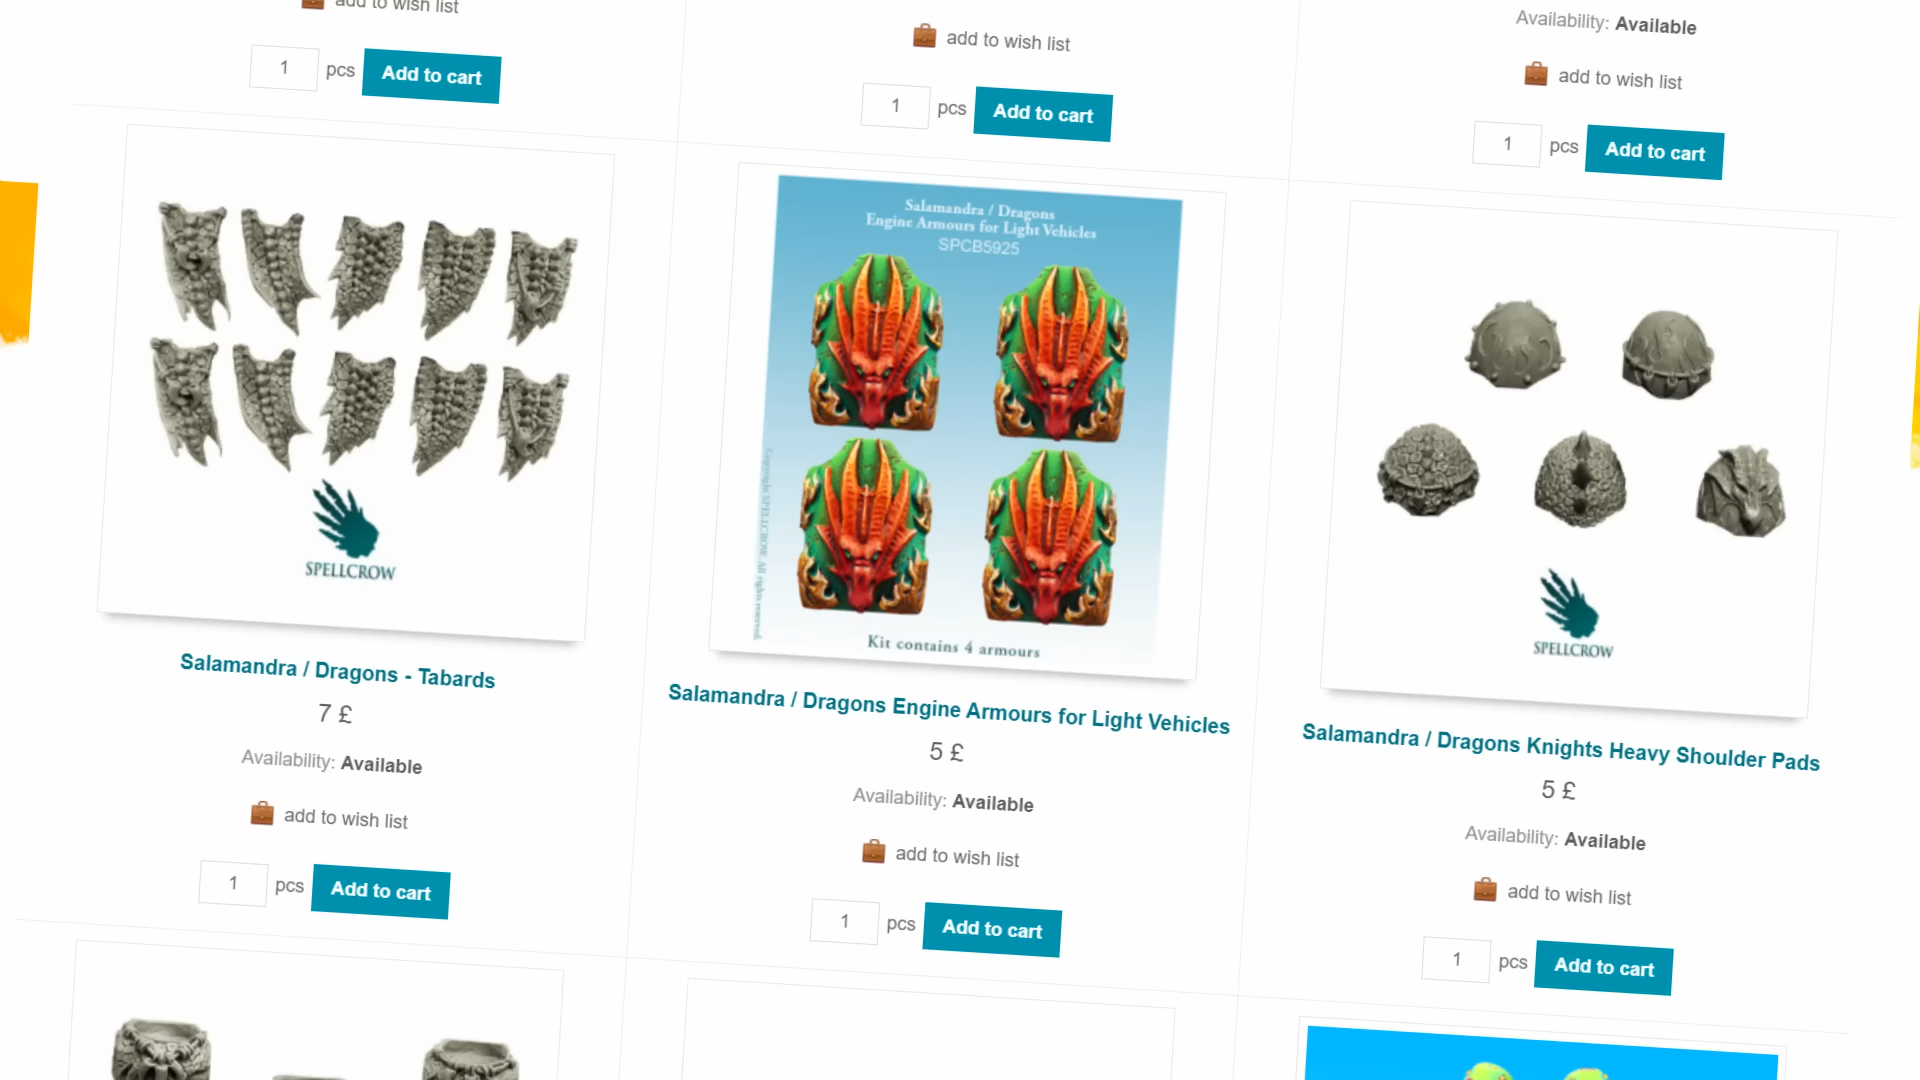 add to wish list
1 pcs Add to cart
add to wish list
1 pcs Add to cart
Availability: Available
add to wish list
1 pcs Add to cart
SPELLCROW
Salamandra / Dragons - Tabards
7 £
Availability: Available
add to wish list
1 pcs Add to cart
Salamandra / Dragons
Engine Armours for Light Vehicles
SPCB5925
Copyright SPELLCROW. All rights reserved.
Kit contains 4 armours
Salamandra / Dragons Engine Armours for Light Vehicles
5 £
Availability: Available
add to wish list
1 pcs Add to cart
SPELLCROW
Salamandra / Dragons Knights Heavy Shoulder Pads
5 £
Availability: Available
add to wish list
1 pcs Add to cart